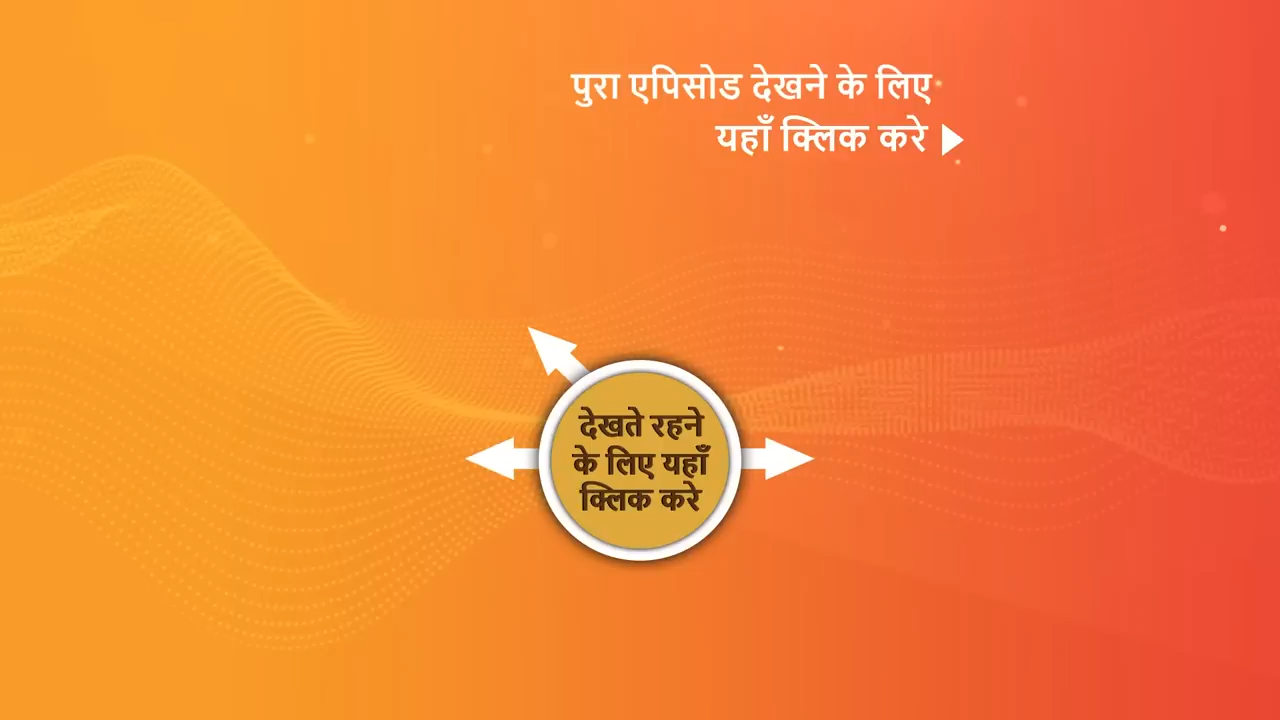 पुरा एपिसोड देखने के लिए
यहाँ क्लिक करे
देखते रहने
के लिए यहाँ
क्लिक करे